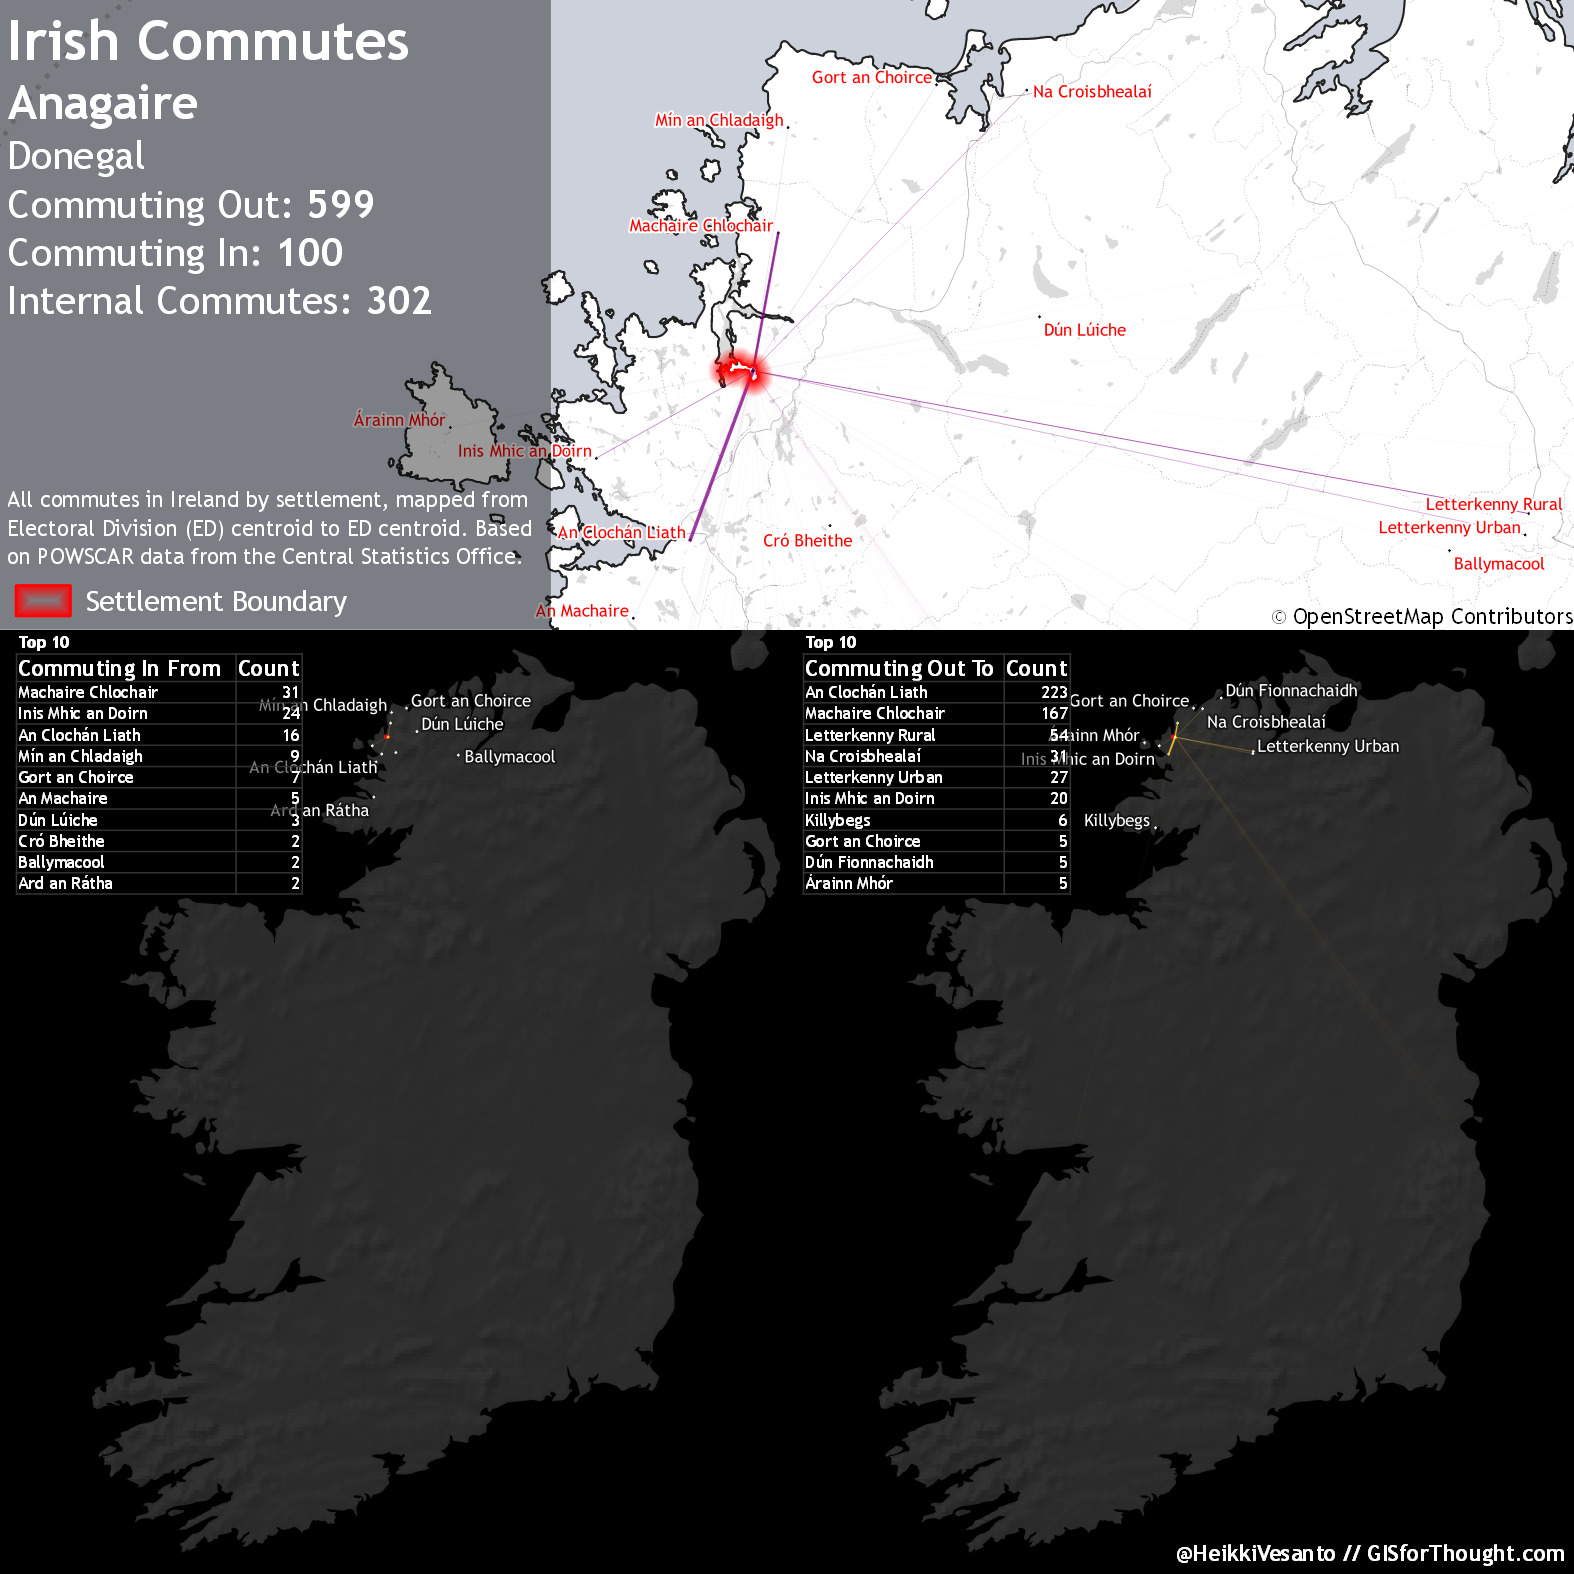 Irish Commutes
Anagaire
Donegal
Commuting Out: 599
Commuting In: 100
Internal Commutes: 302
All commutes in Ireland by settlement, mapped from
Electoral Division (ED) centroid to ED centroid. Based
on POWSCAR data from the Central Statistics Office.
Settlement Boundary
Gort an Choirce
Na Croisbhealaí
Mín an Chladaigh
Machaire Chlochair
Dún Lúiche
Árainn Mhór
Inis Mhic an Doirn
Letterkenny Rural
Letterkenny Urban
An Clochán Liath
Cró Bheithe
Ballymacool
An Machaire
© OpenStreetMap Contributors
Top 10
Commuting In From Count
Machaire Chlochair 31
Inis Mhic an Doirn 24
An Clochán Liath 16
Mín an Chladaigh 9
Gort an Choirce 7
An Machaire 5
Dún Lúiche 3
Cró Bheithe 2
Ballymacool 2
Ard an Rátha 2
Mín an Chladaigh
Gort an Choirce
Dún Lúiche
Ballymacool
An Clochán Liath
Ard an Rátha
Top 10
Commuting Out To Count
An Clochán Liath 223
Machaire Chlochair 167
Letterkenny Rural 54
Na Croisbhealaí 31
Letterkenny Urban 27
Inis Mhic an Doirn 20
Killybegs 6
Gort an Choirce 5
Dún Fionnachaidh 5
Árainn Mhór 5
Dún Fionnachaidh
Gort an Choirce
Na Croisbhealaí
Árainn Mhór
Letterkenny Urban
Inis Mhic an Doirn
Killybegs
@HeikkiVesanto // GISforThought.com